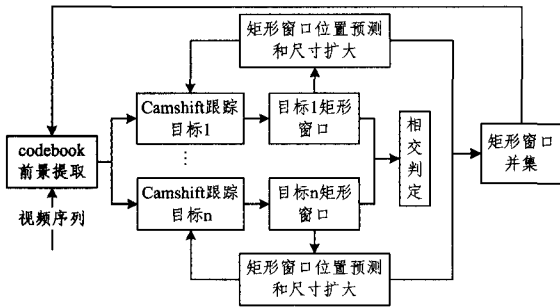 矩形窗口位置预测
和尺寸扩大
Camshift跟踪
目标1
目标1矩形
窗口
相
交
判
定
codebook
前景提取
矩形窗口
并集
⋮
Camshift跟踪
目标n
目标n矩形
窗口
视频序列
矩形窗口位置预测
和尺寸扩大